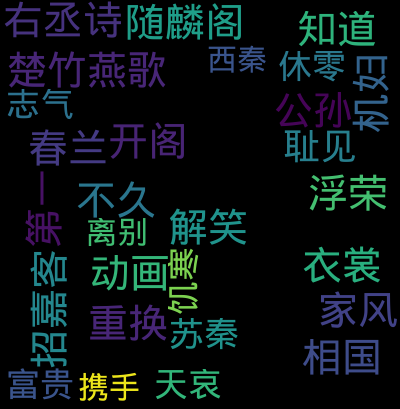 右丞诗
随麟阁
知道
楚竹燕歌
西秦
休零
机妇
志气
公孙
春兰
开阁
耻见
第一
不久
浮荣
离别
解笑
招嘉客
动画
饥寒
衣裳
重换
苏秦
家风
相国
富贵
携手
天哀